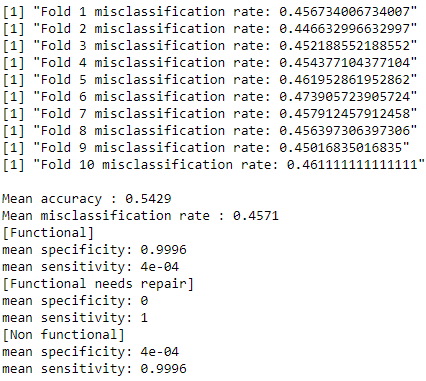 [1] "Fold 1 misclassification rate: 0.456734006734007"
[1] "Fold 2 misclassification rate: 0.446632996632997"
[1] "Fold 3 misclassification rate: 0.452188552188552"
[1] "Fold 4 misclassification rate: 0.454377104377104"
[1] "Fold 5 misclassification rate: 0.461952861952862"
[1] "Fold 6 misclassification rate: 0.473905723905724"
[1] "Fold 7 misclassification rate: 0.457912457912458"
[1] "Fold 8 misclassification rate: 0.456397306397306"
[1] "Fold 9 misclassification rate: 0.45016835016835"
[1] "Fold 10 misclassification rate: 0.461111111111111"
Mean accuracy : 0.5429
Mean misclassification rate : 0.4571
[Functional]
mean specificity: 0.9996
mean sensitivity: 4e-04
[Functional needs repair]
mean specificity: 0
mean sensitivity: 1
[Non functional]
mean specificity: 4e-04
mean sensitivity: 0.9996